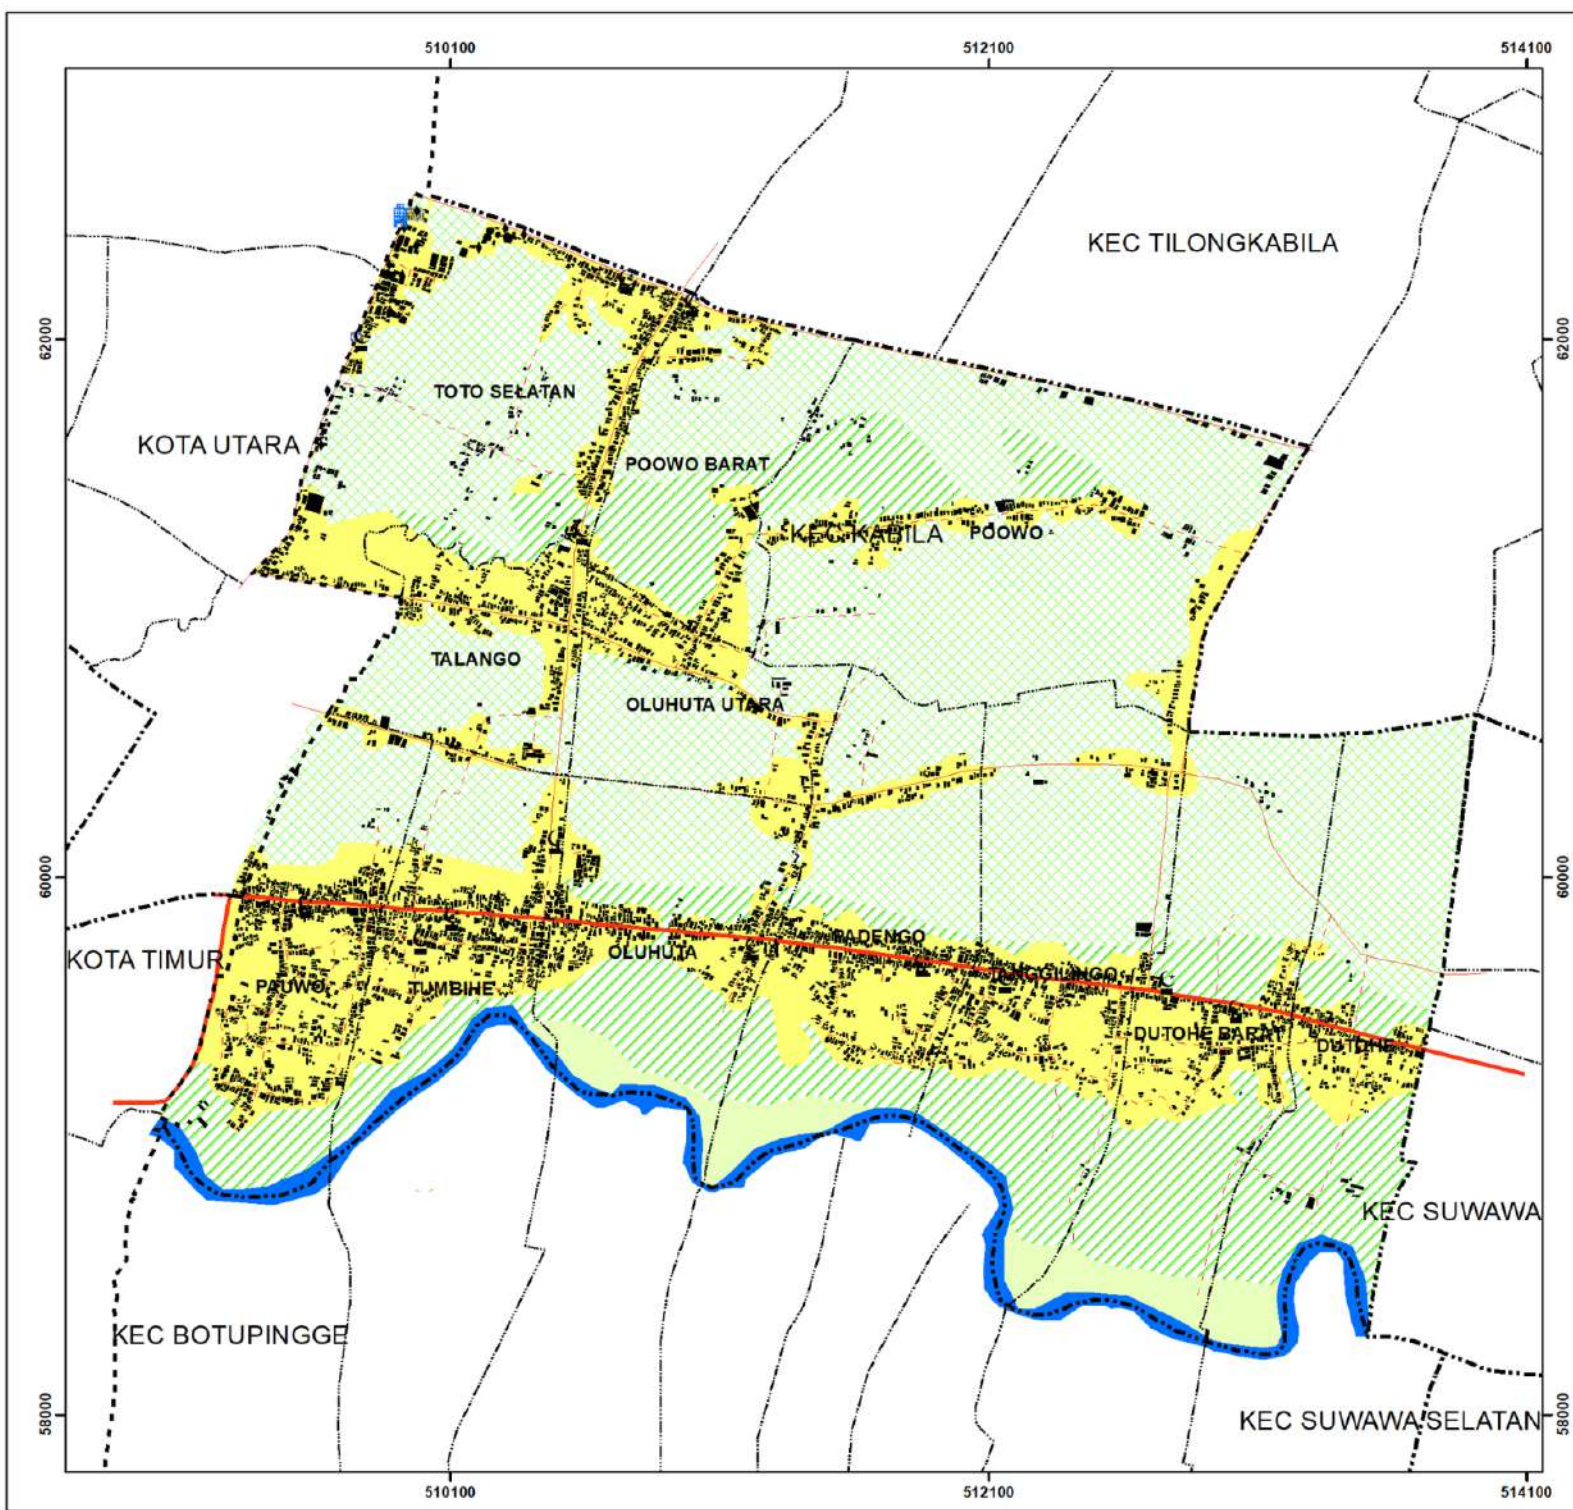 510100
512100
514100
KEC TILONGKABILA
62000
62000
TOTO SELATAN
KOTA UTARA
POOWO BARAT
KEC KABILA
POOWO
TALANGO
OLUHUTA UTARA
60000
60000
KOTA TIMUR
OLUHUTA
PADENGO
TANGGILINGO
PAUWO
TUMBIHE
DUTOHE BARAT
DUTOHE
KEC SUWAWA
KEC BOTUPINGGE
58000
KEC SUWAWA SELATAN
58000
510100
512100
514100